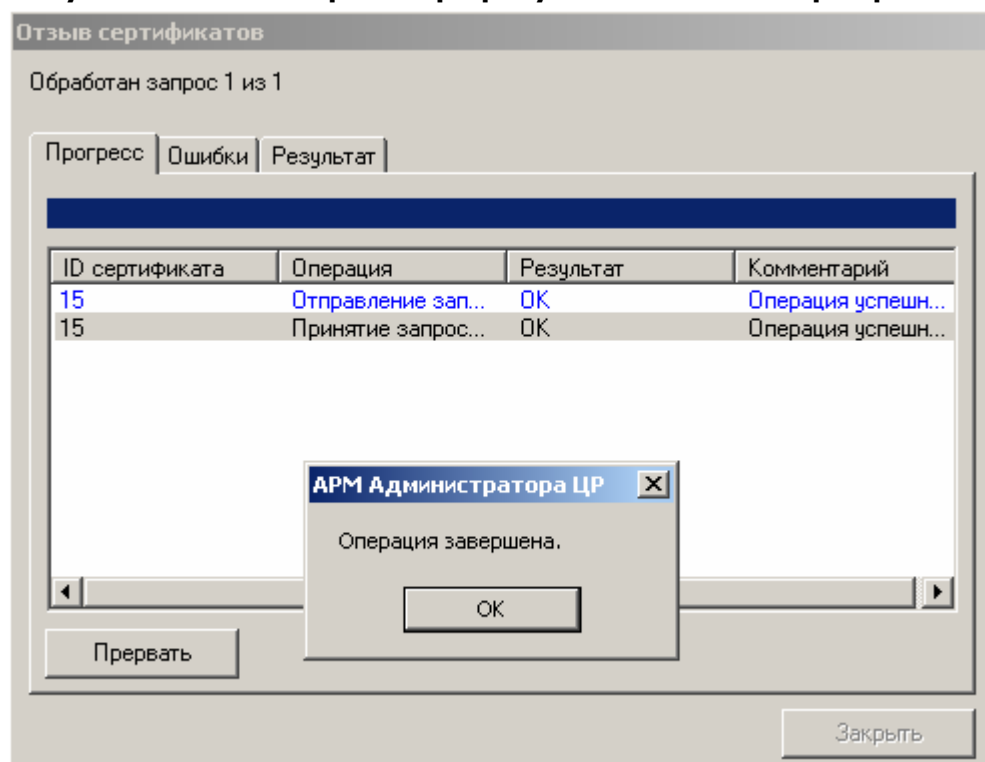 Отзыв сертификатов
Обработан запрос 1 из 1
Прогресс Ошибки Результат
ID сертификата Операция Результат Комментарий
15 Отправление зап... OK Операция успешн...
15 Принятие запрос... OK Операция успешн...
АРМ Администратора ЦР
Операция завершена.
OK
Прервать
Закрыть